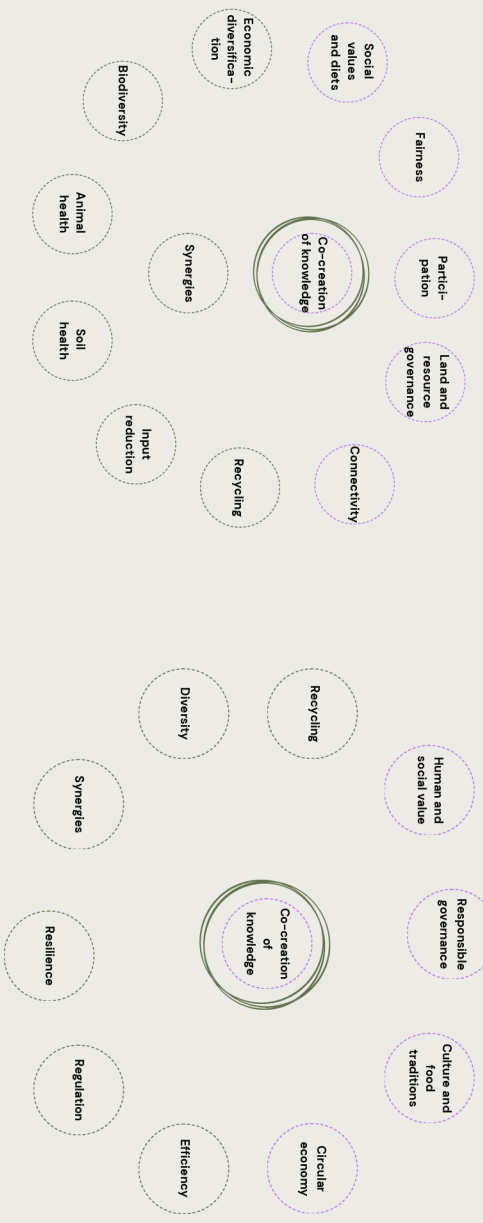 Economic
diversifica-
tion
Social
values
and diets
Biodiversity
Fairness
Animal
health
Synergies
Co-creation
of knowledge
Partici-
pation
Soil
health
Land and
resource
governance
Input
reduction
Recycling
Connectivity
Diversity
Recycling
Synergies
Human and
social value
Resilience
Co-creation
of
knowledge
Responsible
governance
Regulation
Culture and
food
traditions
Efficiency
Circular
economy